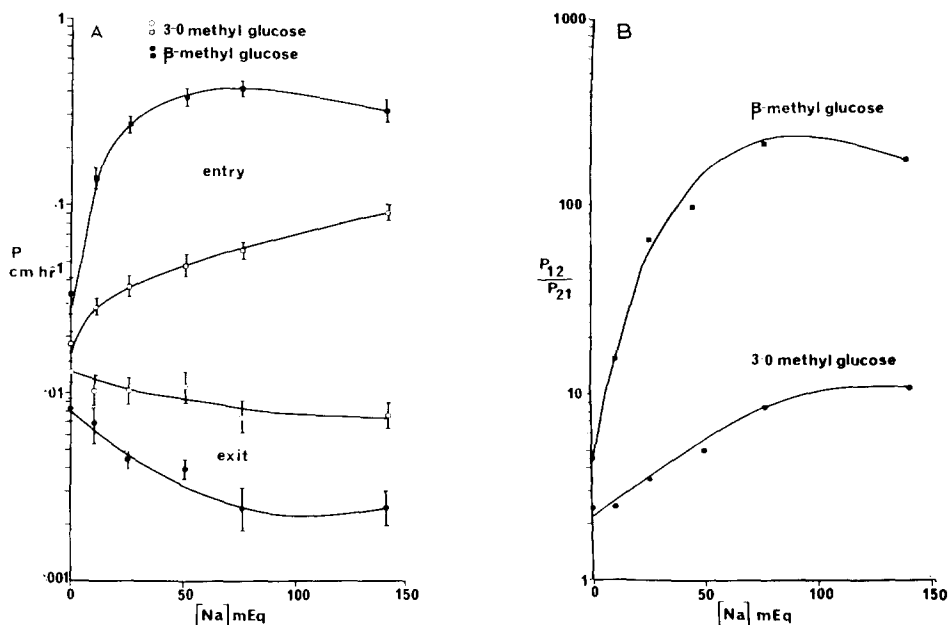 A
3-0 methyl glucose
β-methyl glucose
1
.1
.01
.001
P
cm hr-1
entry
exit
0
50
100
150
[Na] mEq
B
1000
100
10
1
P12
P21
β-methyl glucose
3-0 methyl glucose
0
50
100
150
[Na] mEq